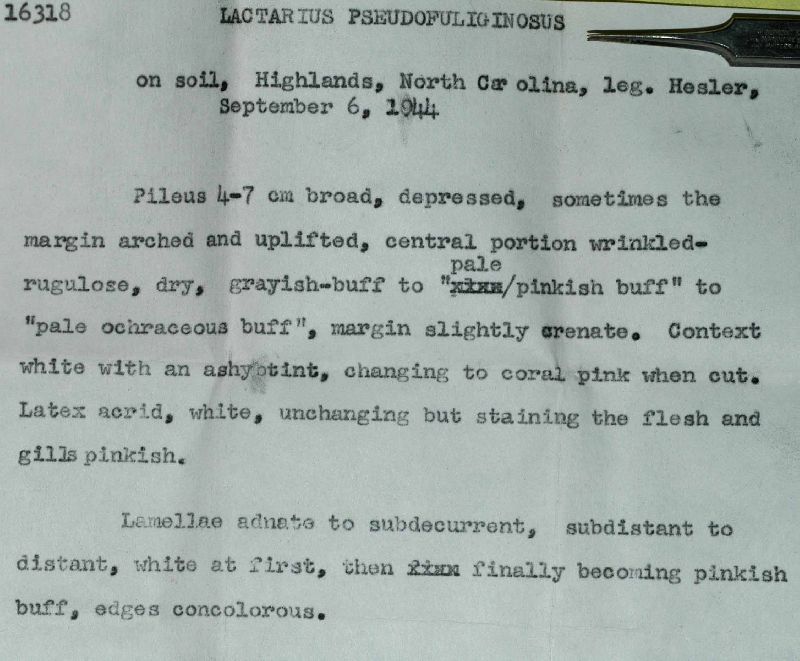 16318 LACTARIUS PSEUDOFULIGINOSUS
on soil, Highlands, North Carolina, leg. Hesler,
September 6, 1944
Pileus 4-7 cm broad, depressed, sometimes the
margin arched and uplifted, central portion wrinkled-
pale
rugulose, dry, grayish-buff to "/pinkish buff" to
"pale ochraceous buff", margin slightly crenate. Context
white with an ashy tint, changing to coral pink when cut.
Latex acrid, white, unchanging but staining the flesh and
gills pinkish.
Lamellae adnate to subdecurrent, subdistant to
distant, white at first, then finally becoming pinkish
buff, edges concolorous.